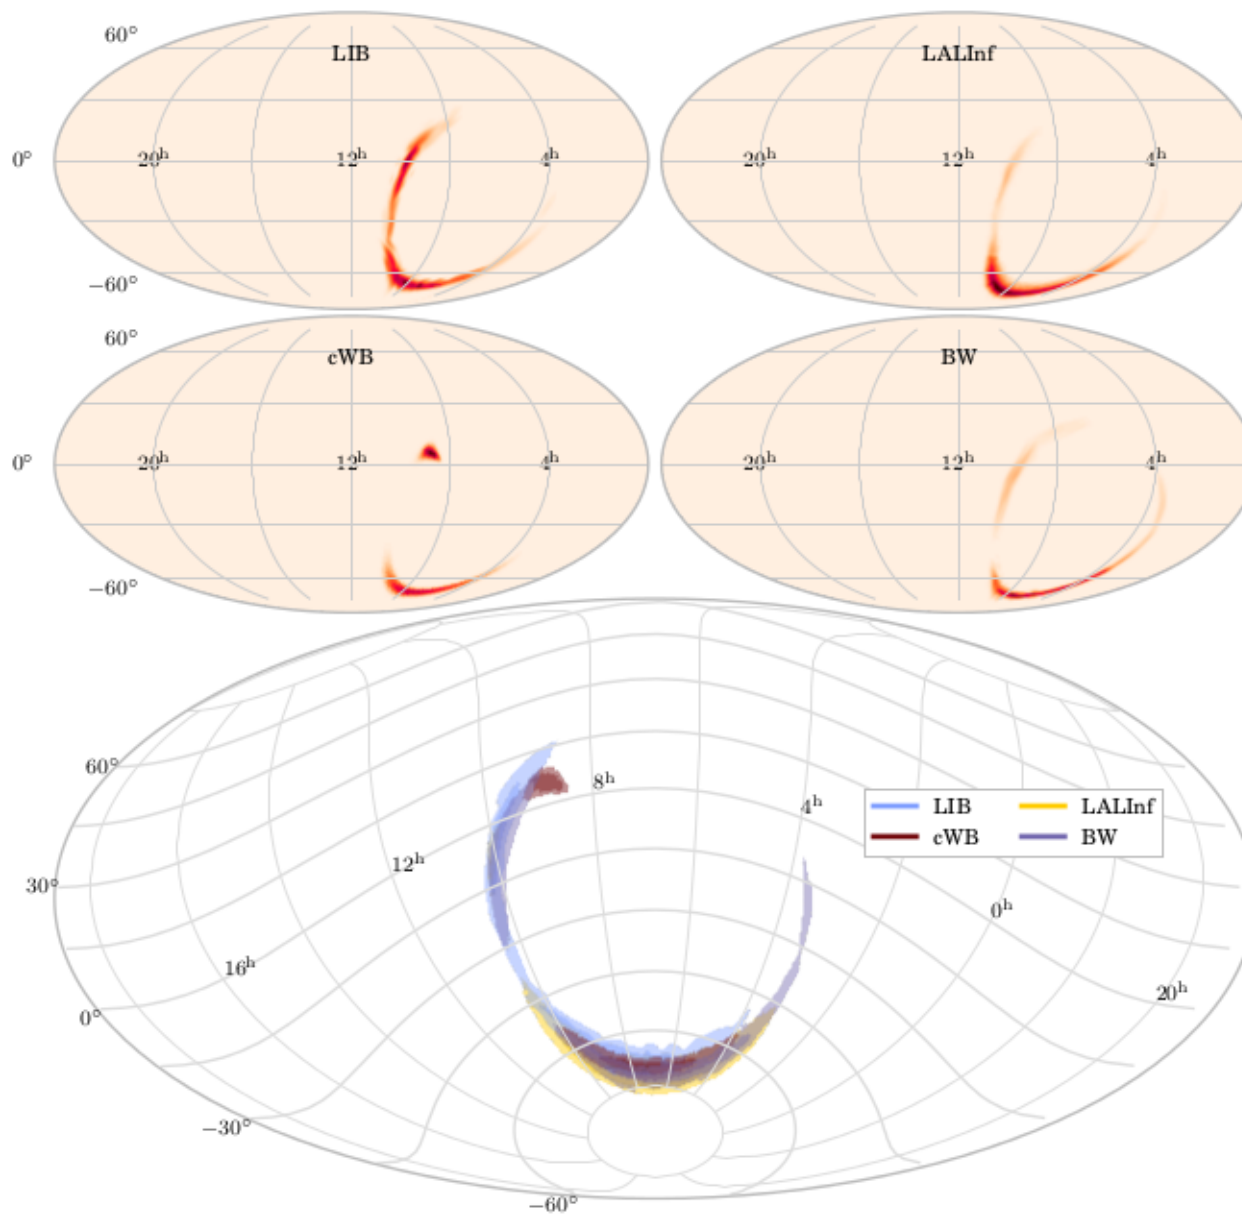 60°
LIB
LALInf
0°
20ʰ 12ʰ 4ʰ
20ʰ 12ʰ 4ʰ
−60°
60°
cWB
BW
0°
20ʰ 12ʰ 4ʰ
20ʰ 12ʰ 4ʰ
−60°
60°
8ʰ
4ʰ
LIB LALInf
cWB BW
12ʰ
30°
0ʰ
16ʰ
20ʰ
0°
−30°
−60°